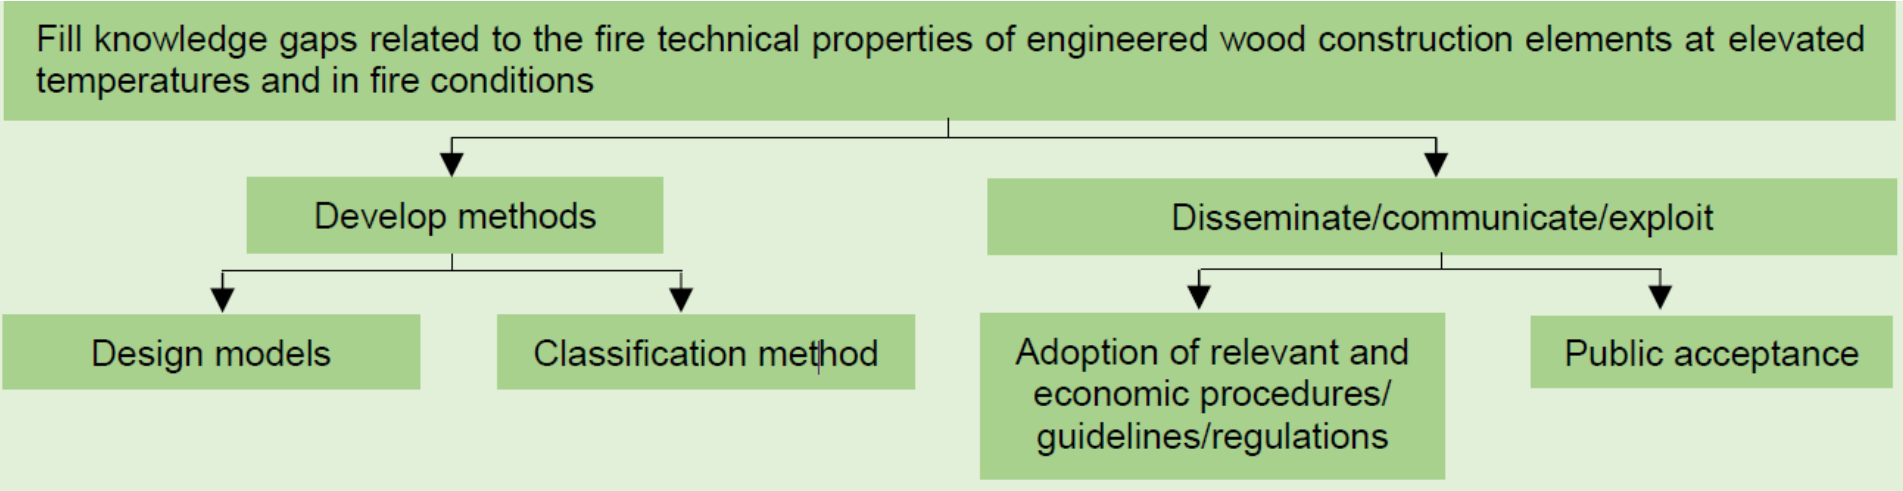 Fill knowledge gaps related to the fire technical properties of engineered wood construction elements at elevated
temperatures and in fire conditions
Develop methods
Disseminate/communicate/exploit
Design models
Classification method
Adoption of relevant and
economic procedures/
guidelines/regulations
Public acceptance